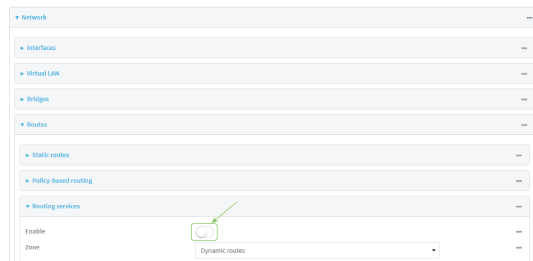 Network
Interfaces
Virtual LAN
Bridges
Routes
Static routes
Policy-based routing
Routing services
Enable
Zone
Dynamic routes